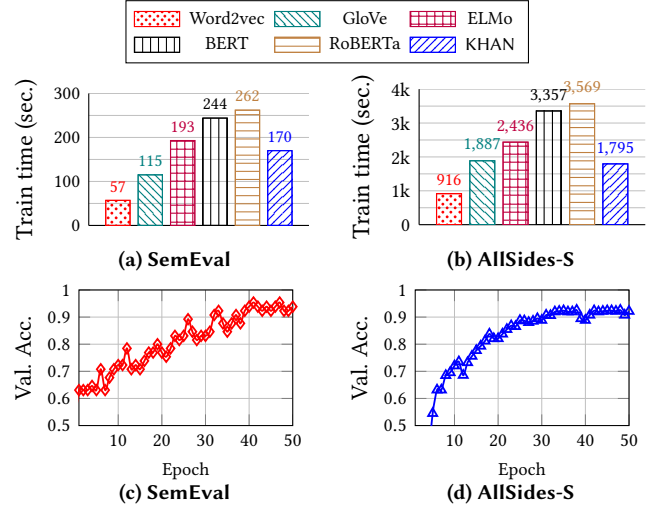 Word2vec GloVe ELMo
BERT RoBERTa KHAN
Train time (sec.)
300
200
100
0
57
115
193
244
262
170
(a) SemEval
Train time (sec.)
4k
3k
2k
1k
0
916
1,887
2,436
3,357
3,569
1,795
(b) AllSides-S
Val. Acc.
1
0.9
0.8
0.7
0.6
0.5
10 20 30 40 50
Epoch
(c) SemEval
Val. Acc.
1
0.9
0.8
0.7
0.6
0.5
10 20 30 40 50
Epoch
(d) AllSides-S